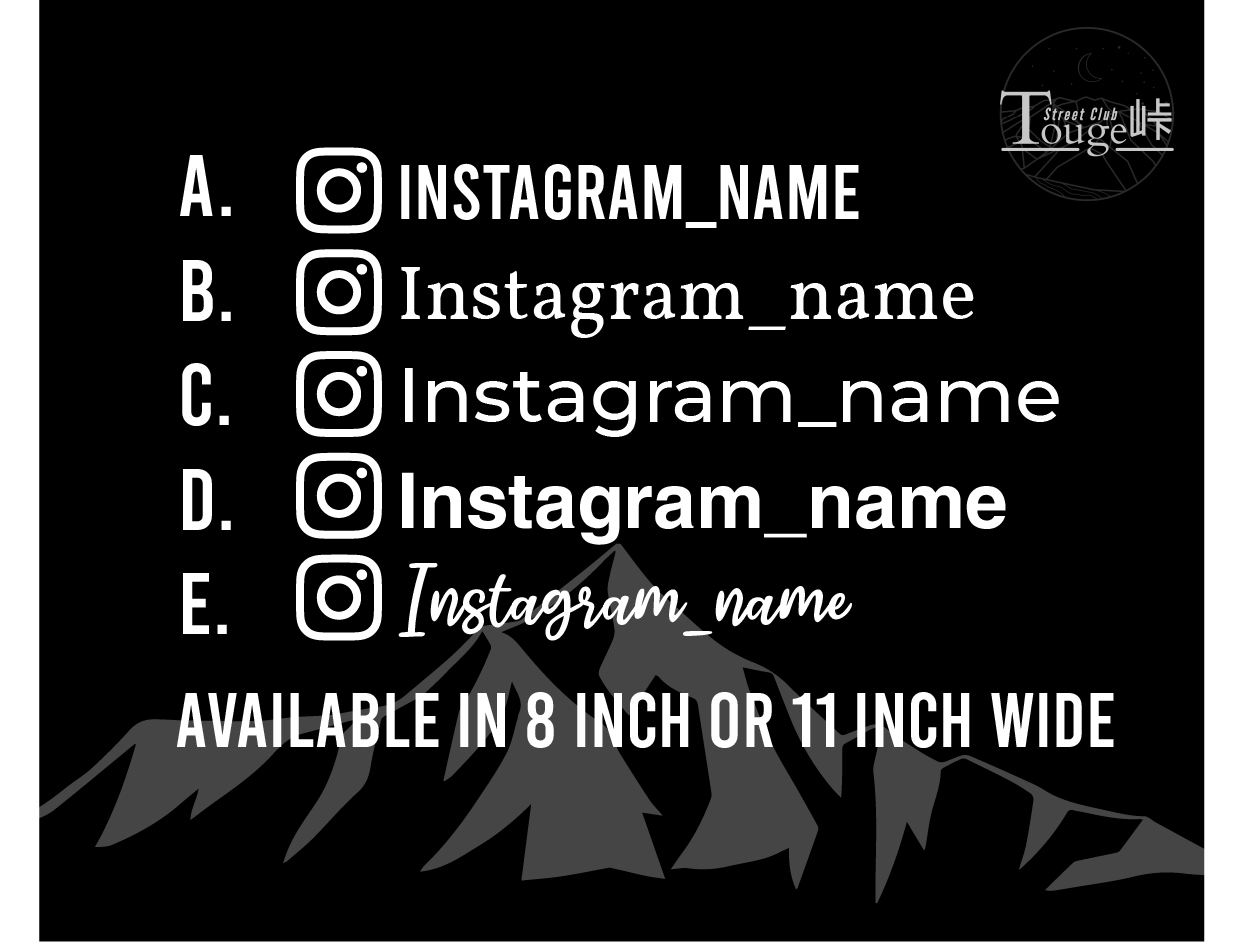 Street Club
Touge峠
A. INSTAGRAM_NAME
B. Instagram_name
C. Instagram_name
D. Instagram_name
E. Instagram_name
AVAILABLE IN 8 INCH OR 11 INCH WIDE